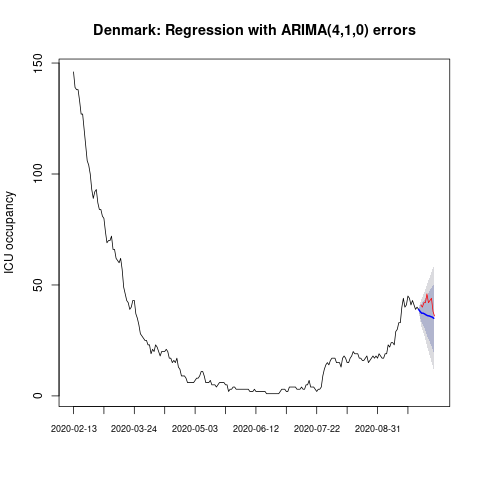 Denmark: Regression with ARIMA(4,1,0) errors
ICU occupancy
150
100
50
0
2020-02-13 2020-03-24 2020-05-03 2020-06-12 2020-07-22 2020-08-31